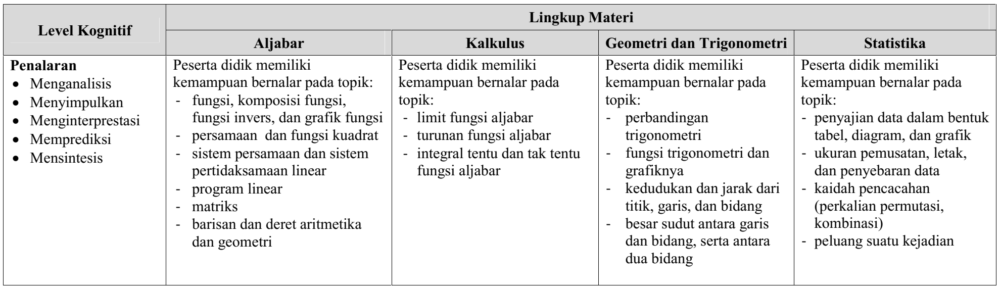 Level Kognitif
Lingkup Materi
Aljabar
Kalkulus
Geometri dan Trigonometri
Statistika
Penalaran
• Menganalisis
• Menyimpulkan
• Menginterprestasi
• Memprediksi
• Mensintesis
Peserta didik memiliki
kemampuan bernalar pada topik:
- fungsi, komposisi fungsi,
fungsi invers, dan grafik fungsi
- persamaan dan fungsi kuadrat
- sistem persamaan dan sistem
pertidaksamaan linear
- program linear
- matriks
- barisan dan deret aritmetika
dan geometri
Peserta didik memiliki
kemampuan bernalar pada
topik:
- limit fungsi aljabar
- turunan fungsi aljabar
- integral tentu dan tak tentu
fungsi aljabar
Peserta didik memiliki
kemampuan bernalar pada
topik:
- perbandingan
trigonometri
- fungsi trigonometri dan
grafiknya
- kedudukan dan jarak dari
titik, garis, dan bidang
- besar sudut antara garis
dan bidang, serta antara
dua bidang
Peserta didik memiliki
kemampuan bernalar pada
topik:
- penyajian data dalam bentuk
tabel, diagram, dan grafik
- ukuran pemusatan, letak,
dan penyebaran data
- kaidah pencacahan
(perkalian permutasi,
kombinasi)
- peluang suatu kejadian